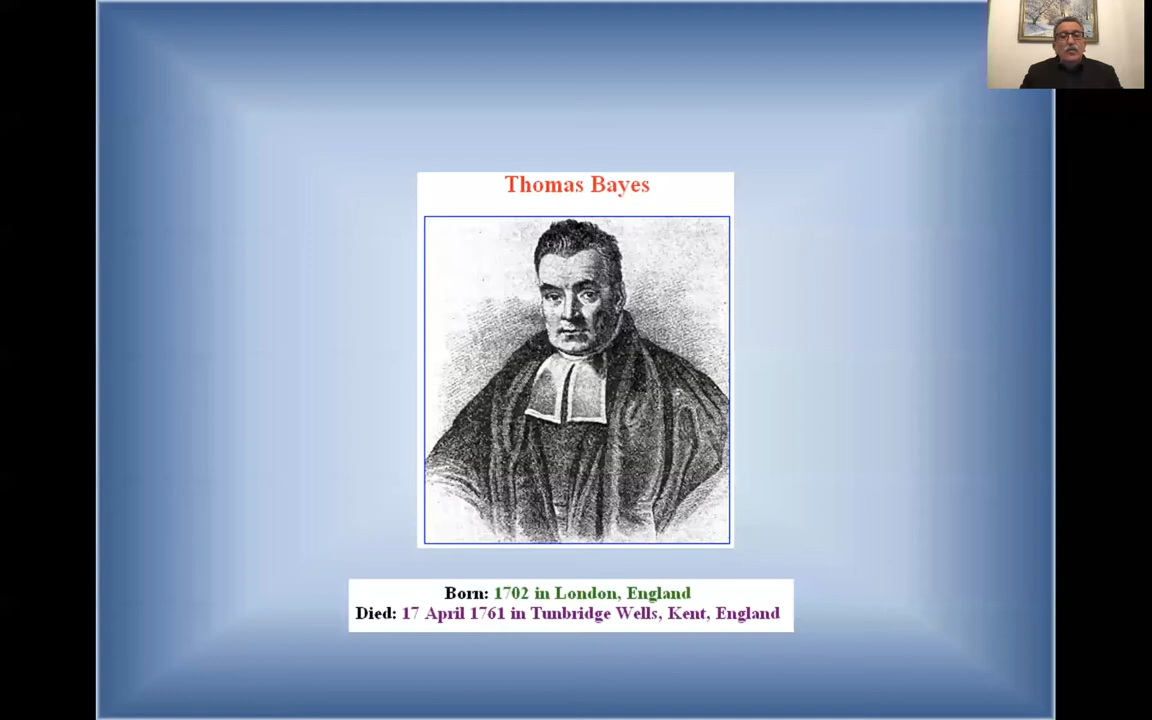 Thomas Bayes
Born: 1702 in London, England
Died: 17 April 1761 in Tunbridge Wells, Kent, England